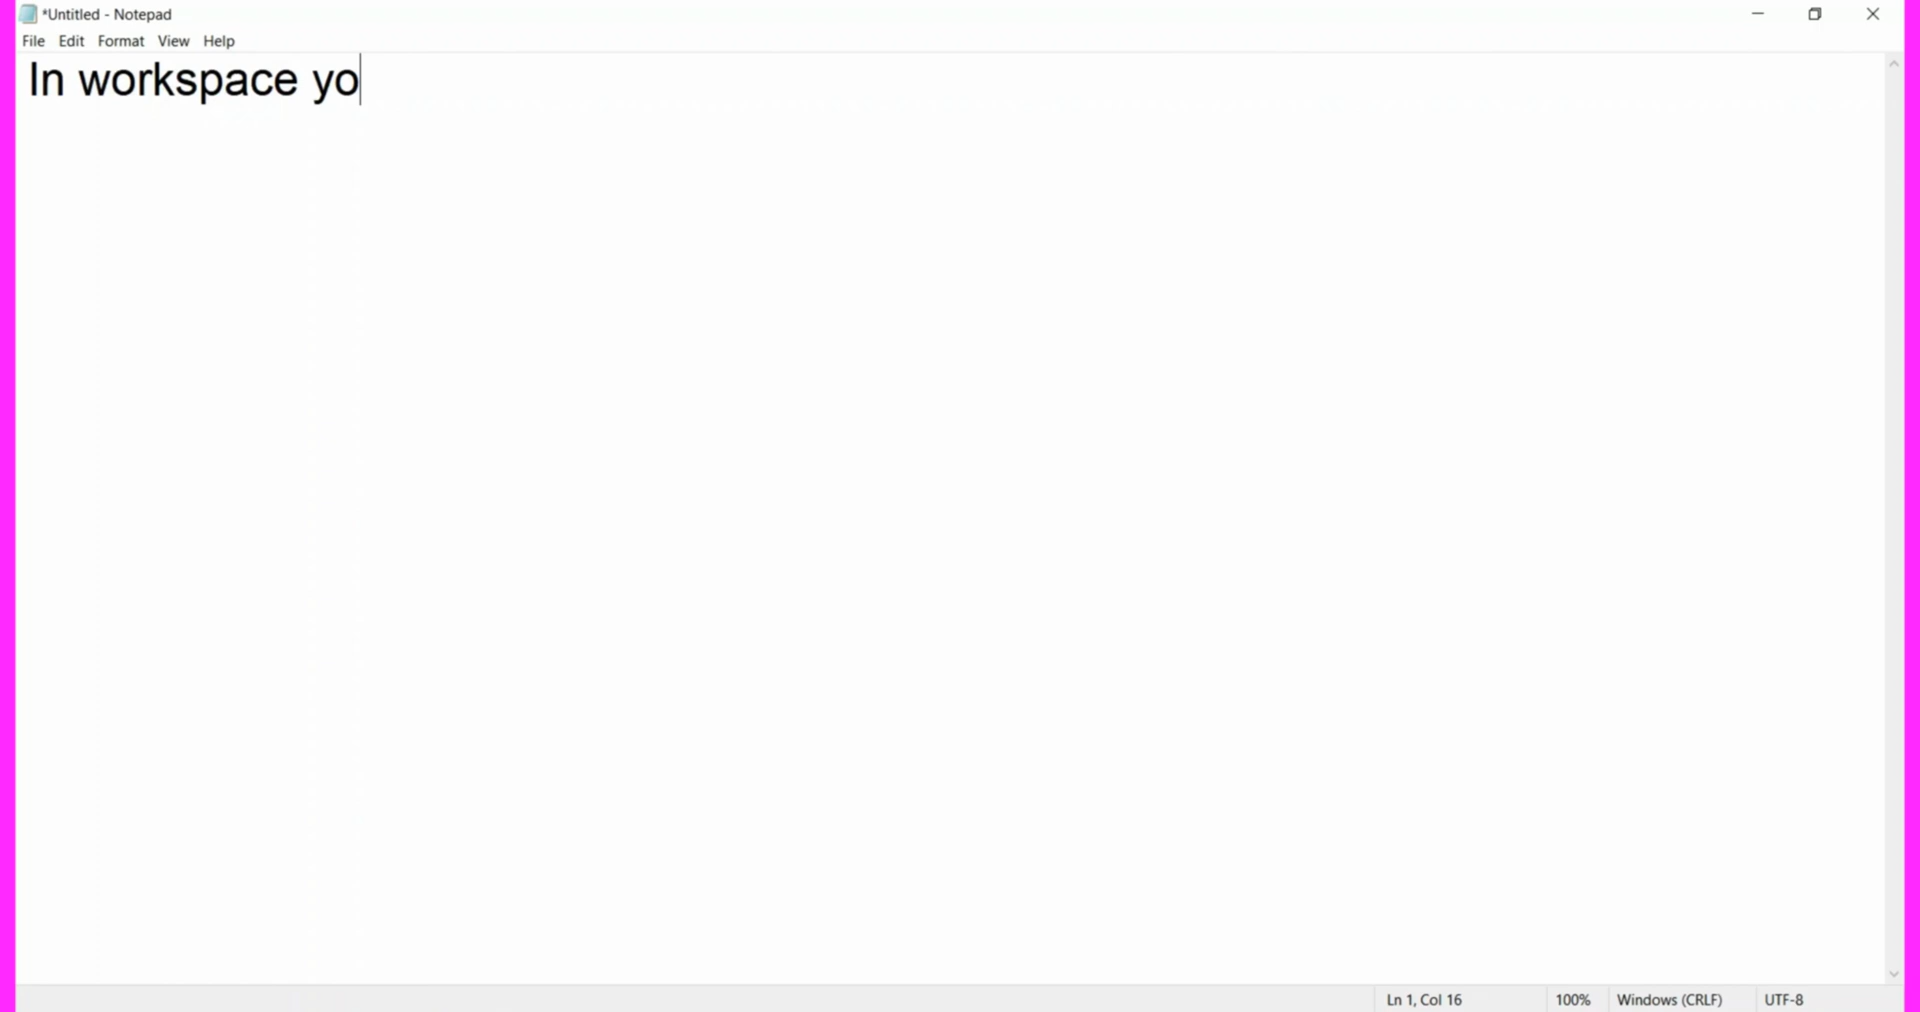 *Untitled - Notepad
File Edit Format View Help
In workspace yo
Ln 1, Col 16 100% Windows (CRLF) UTF-8